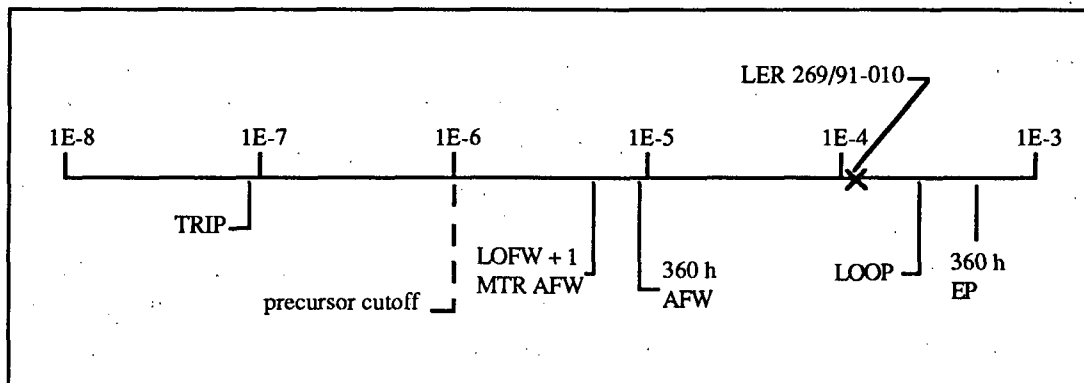 LER 269/91-010
1E-8 1E-7 1E-6 1E-5 1E-4 1E-3
TRIP
LOFW + 1
MTR AFW
360 h
AFW
LOOP
360 h
EP
precursor cutoff